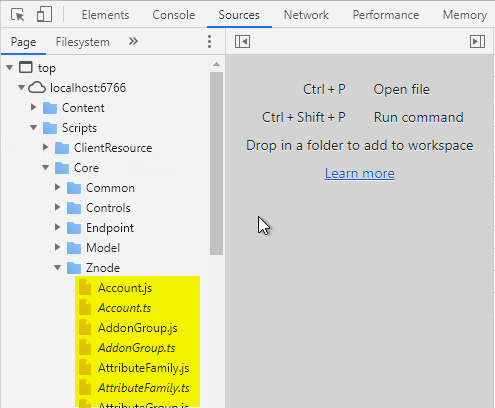 Elements Console Sources Network Performance Memory
Page Filesystem »
top
localhost:6766
Content
Scripts
ClientResource
Core
Common
Controls
Endpoint
Model
Znode
Account.js
Account.ts
AddonGroup.js
AddonGroup.ts
AttributeFamily.js
AttributeFamily.ts
AttributeGroup.js
Ctrl + P Open file
Ctrl + Shift + P Run command
Drop in a folder to add to workspace
Learn more